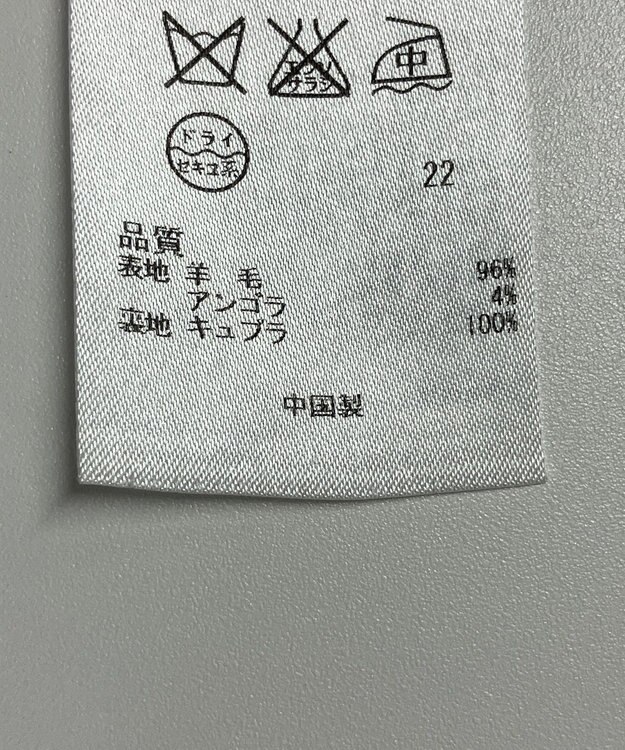 エンソ 中
サラシ
ドライ
セキユ系 22
品質
表地 羊 毛 96%
アンゴラ 4%
裏地 キュプラ 100%
中国製